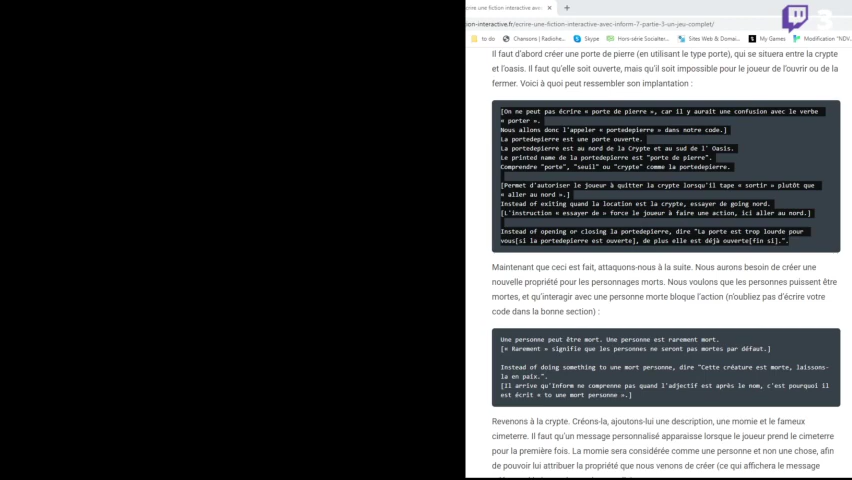 ecrire une fiction interactive ave
3
ion-interactive.fr/ecrire-une-fiction-interactive-avec-inform-7-partie-3-un-jeu-complet/
to do Chansons | Radiohe... Skype Hors-série Socialter... Sites Web & Domai... My Games Modification "NDV...
Il faut d'abord créer une porte de pierre (en utilisant le type porte), qui se situera entre la crypte
et l'oasis. Il faut qu'elle soit ouverte, mais qu'il soit impossible pour le joueur de l'ouvrir ou de la
fermer. Voici à quoi peut ressembler son implantation :
[On ne peut pas écrire « porte de pierre », car il y aurait une confusion avec le verbe
« porter ».
Nous allons donc l'appeler « portedepierre » dans notre code.]
La portedepierre est une porte ouverte.
La portedepierre est au nord de la Crypte et au sud de l' Oasis.
Le printed name de la portedepierre est "porte de pierre".
Comprendre "porte", "seuil" ou "crypte" comme la portedepierre.
[Permet d'autoriser le joueur à quitter la crypte lorsqu'il tape « sortir » plutôt que
« aller au nord ».]
Instead of exiting quand la location est la crypte, essayer de going nord.
[L'instruction « essayer de » force le joueur à faire une action, ici aller au nord.]
Instead of opening or closing la portedepierre, dire "La porte est trop lourde pour
vous[si la portedepierre est ouverte], de plus elle est déjà ouverte[fin si].".
Maintenant que ceci est fait, attaquons-nous à la suite. Nous aurons besoin de créer une
nouvelle propriété pour les personnages morts. Nous voulons que les personnes puissent être
mortes, et qu'interagir avec une personne morte bloque l'action (n'oubliez pas d'écrire votre
code dans la bonne section) :
Une personne peut être mort. Une personne est rarement mort.
[« Rarement » signifie que les personnes ne seront pas mortes par défaut.]
Instead of doing something to une mort personne, dire "Cette créature est morte, laissons-
la en paix.".
[Il arrive qu'Inform ne comprenne pas quand l'adjectif est après le nom, c'est pourquoi il
est écrit « to une mort personne ».]
Revenons à la crypte. Créons-la, ajoutons-lui une description, une momie et le fameux
cimeterre. Il faut qu'un message personnalisé apparaisse lorsque le joueur prend le cimeterre
pour la première fois. La momie sera considérée comme une personne et non une chose, afin
de pouvoir lui attribuer la propriété que nous venons de créer (ce qui affichera le message